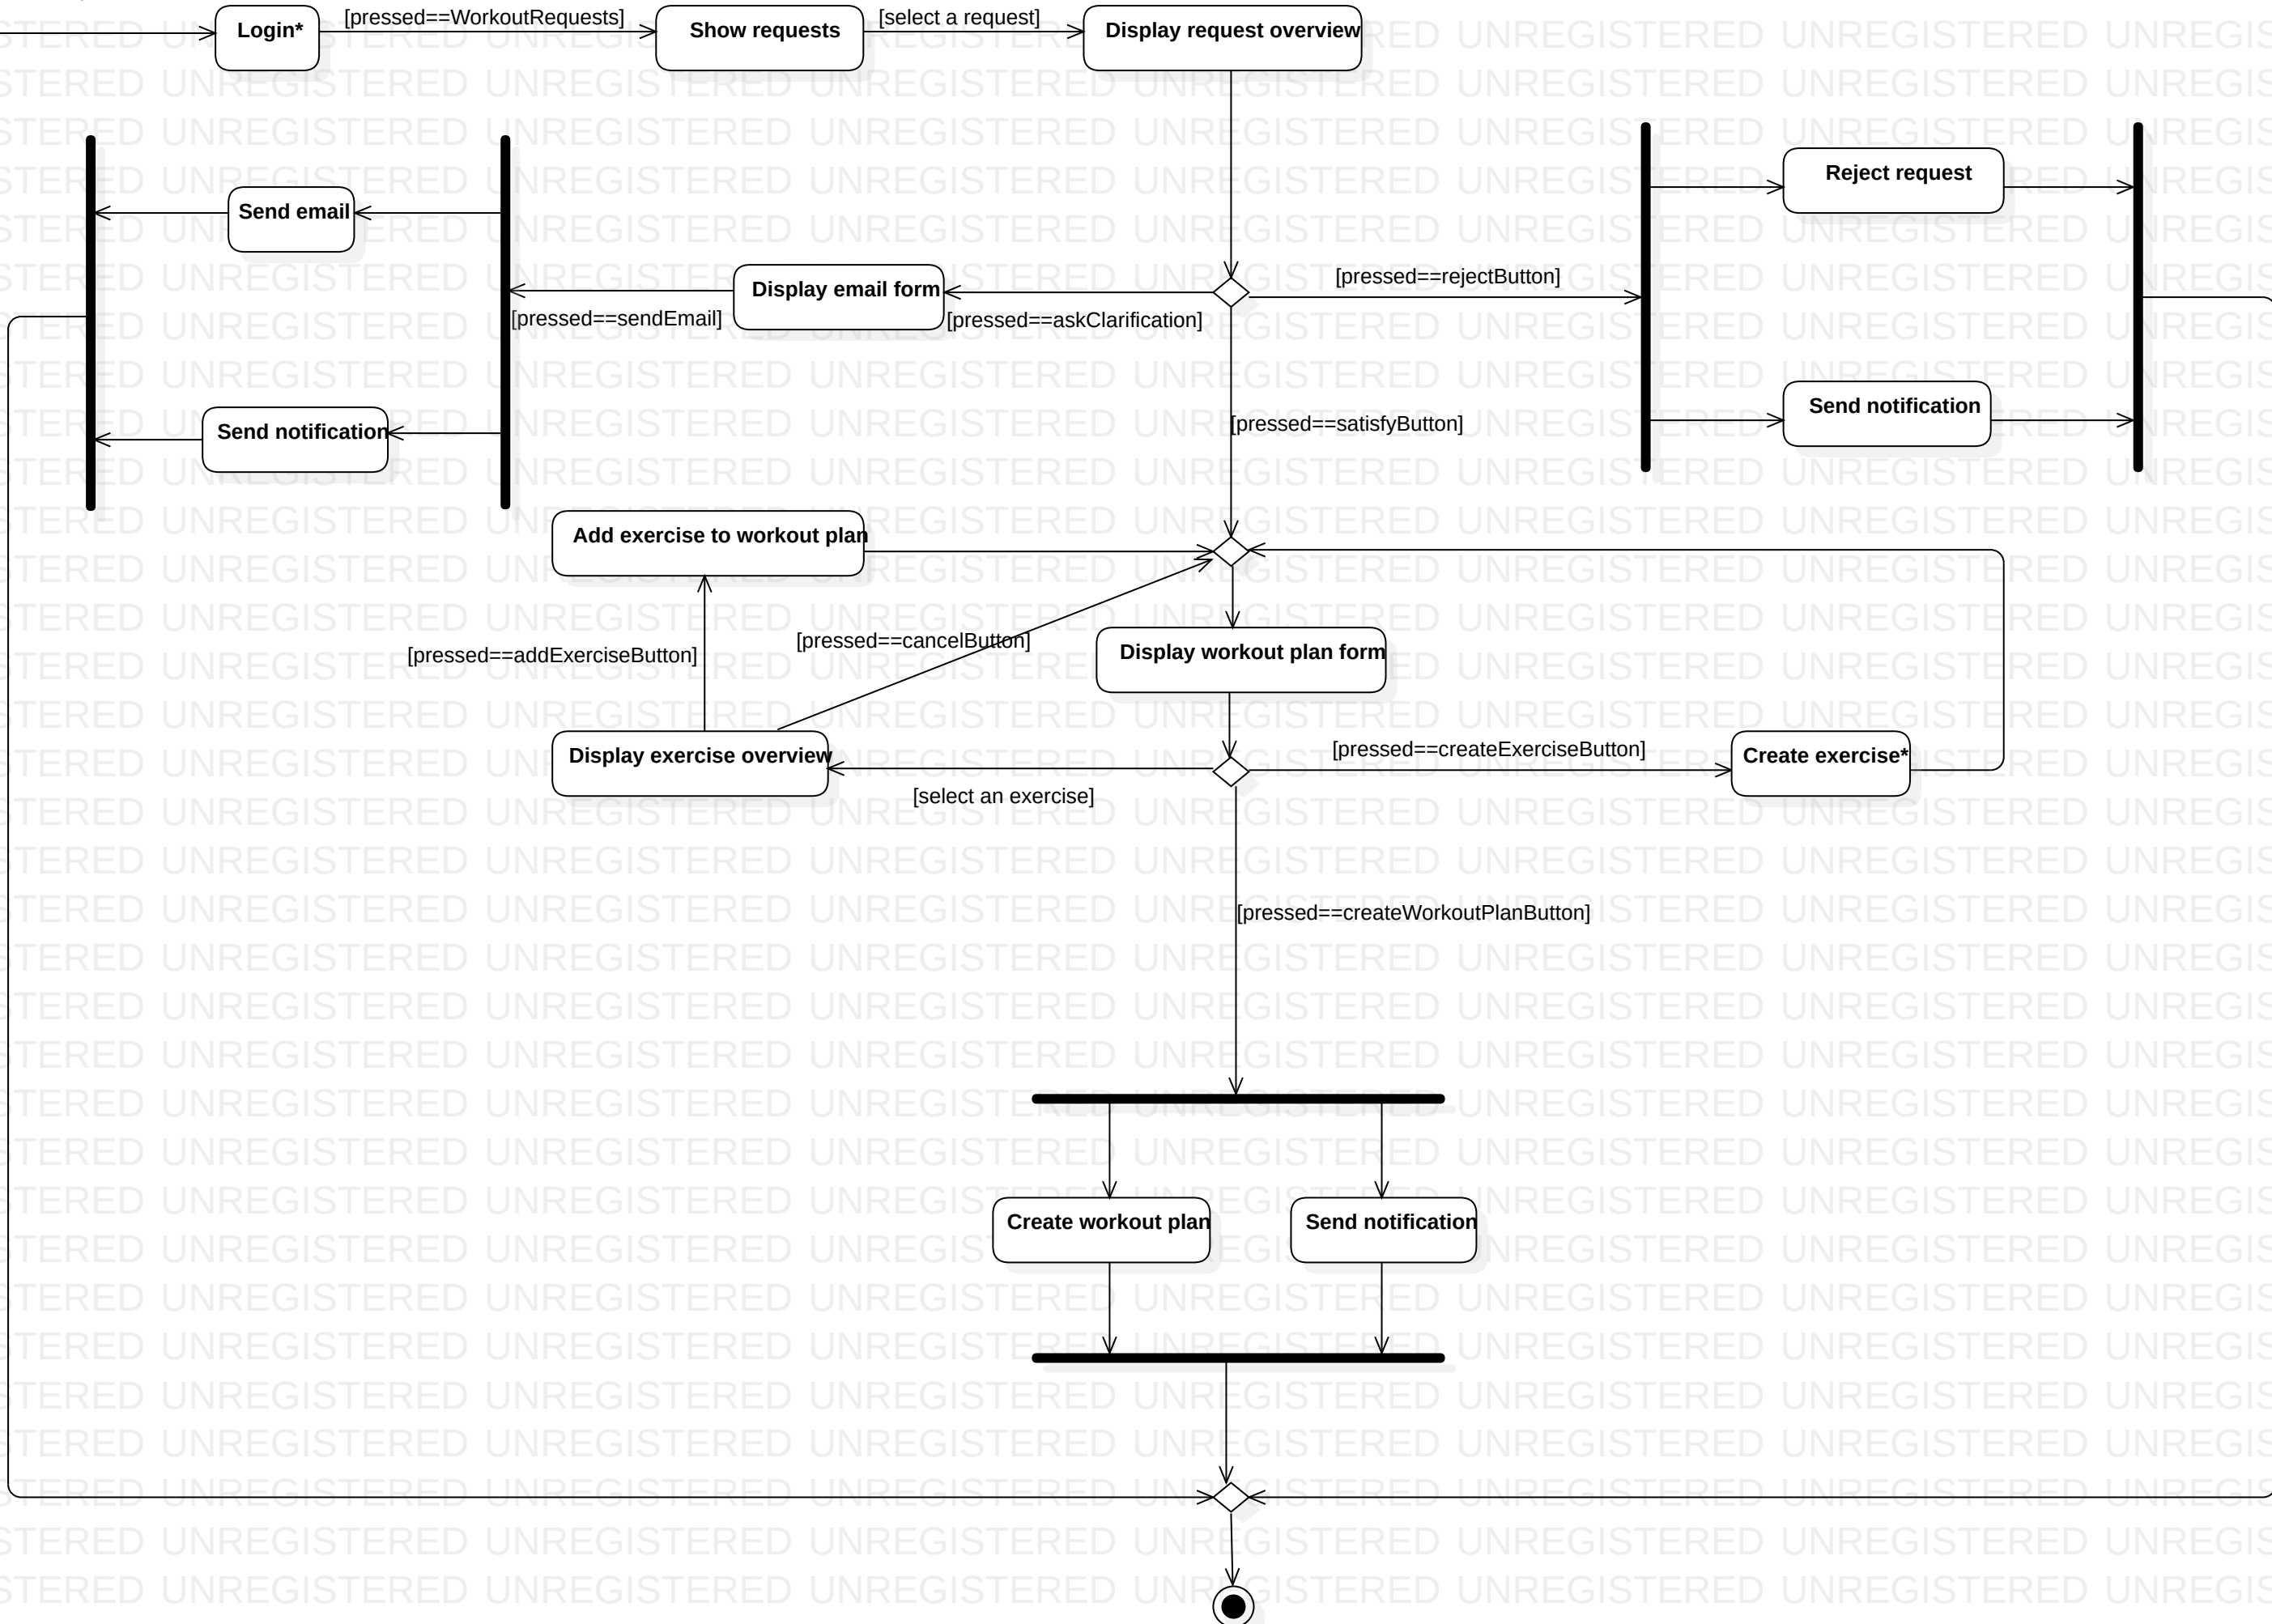 Login*
[pressed==WorkoutRequests]
Show requests
[select a request]
Display request overview
Reject request
Send email
[pressed==rejectButton]
Display email form
[pressed==sendEmail]
[pressed==askClarification]
Send notification
[pressed==satisfyButton]
Send notification
Add exercise to workout plan
[pressed==cancelButton]
[pressed==addExerciseButton]
Display workout plan form
Display exercise overview
[pressed==createExerciseButton]
Create exercise*
[select an exercise]
[pressed==createWorkoutPlanButton]
Create workout plan
Send notification
UNREGISTERED